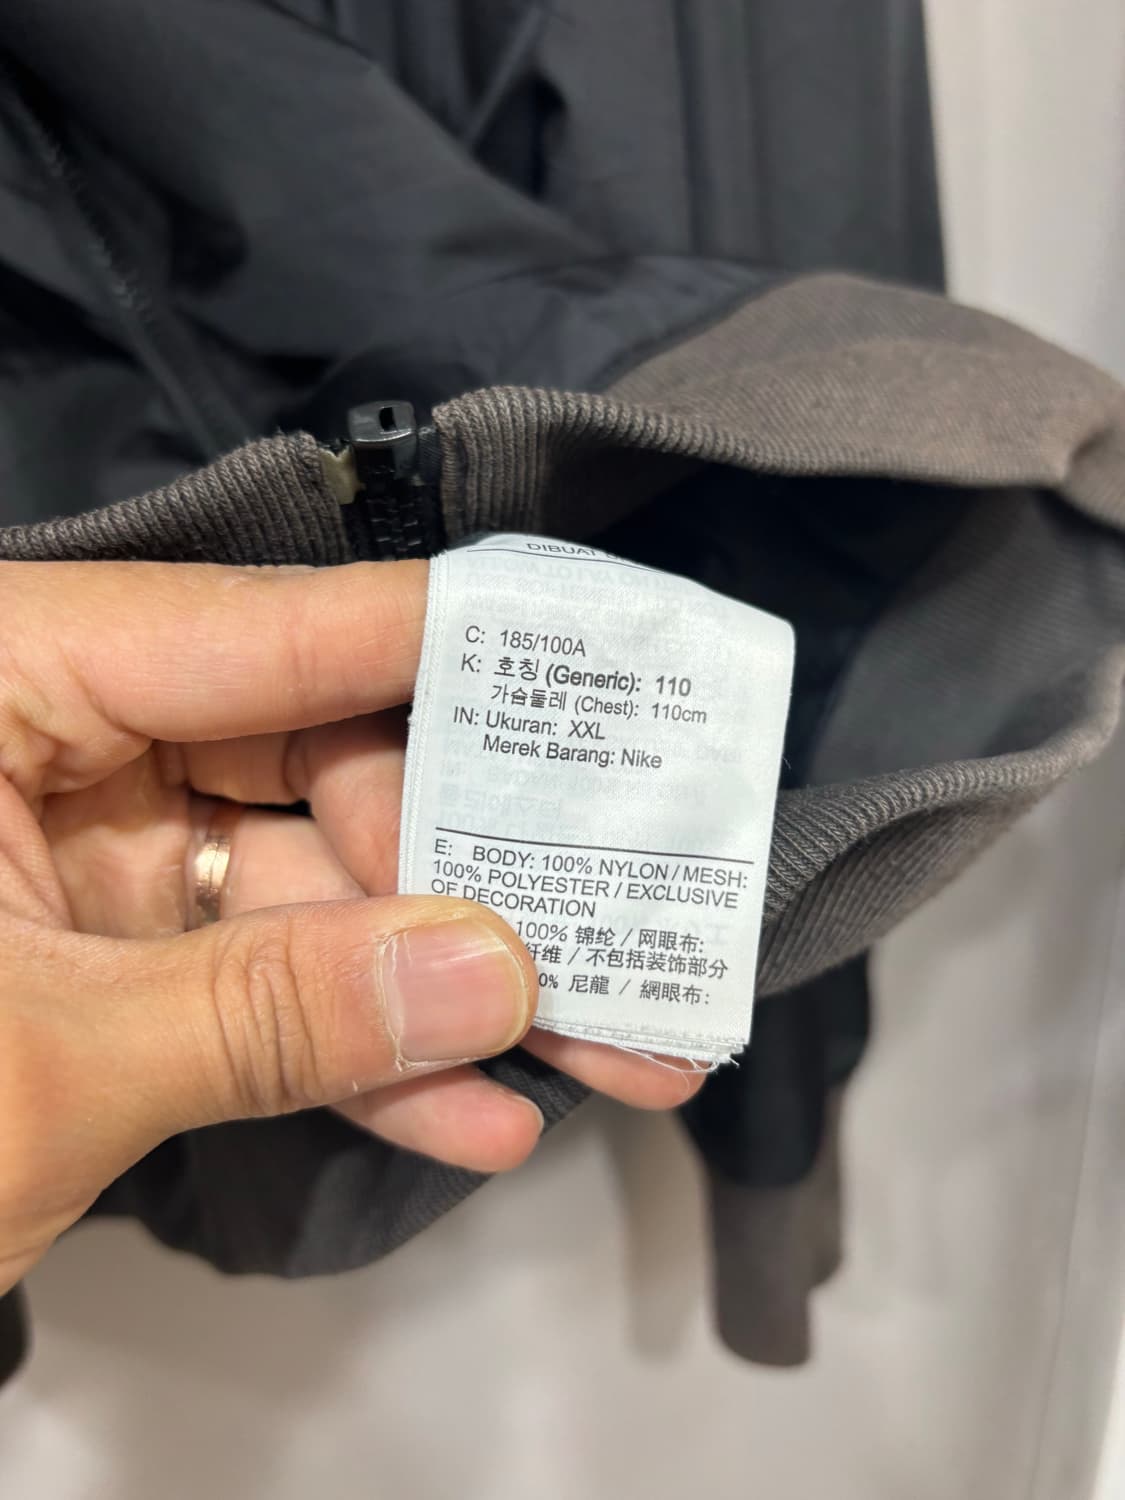 DIBUAT
C: 185/100A
K: 호칭 (Generic): 110
가슴둘레 (Chest): 110cm
IN: Ukuran: XXL
Merek Barang: Nike
E: BODY: 100% NYLON / MESH:
100% POLYESTER / EXCLUSIVE
OF DECORATION
100% 锦纶 / 网眼布:
纤维 / 不包括装饰部分
0% 尼龍 / 網眼布: